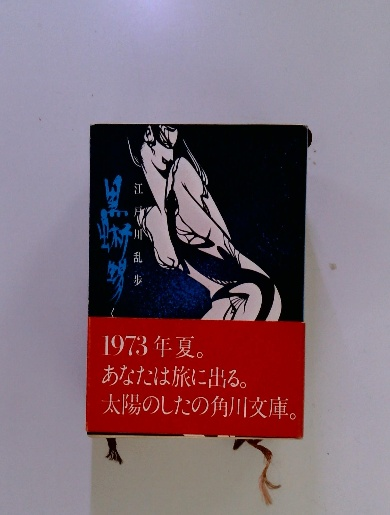 黒蜥蜴
江戸川乱歩
く
1973年夏。
あなたは旅に出る。
太陽のしたの角川文庫。